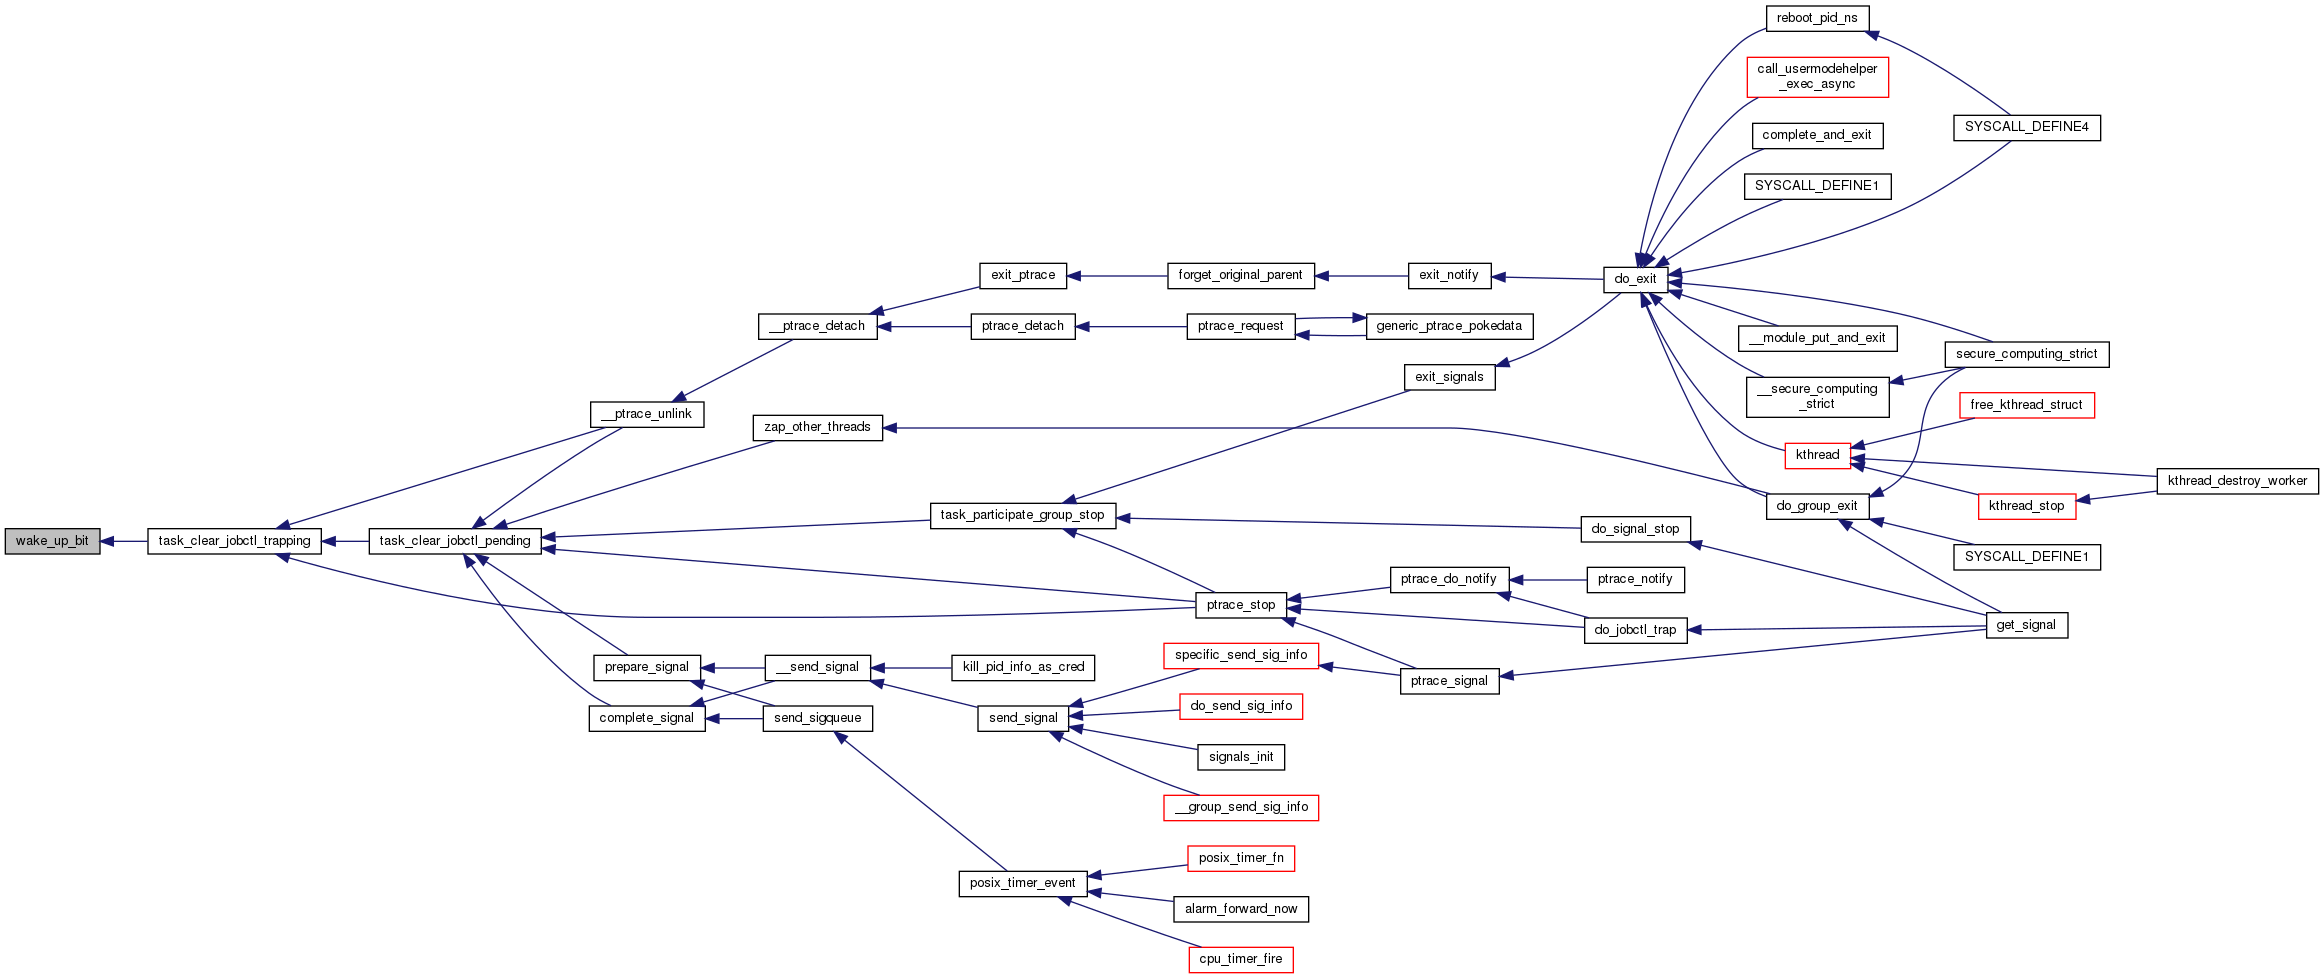 reboot_pid_ns
call_usermodehelper
_exec_async
SYSCALL_DEFINE4
complete_and_exit
SYSCALL_DEFINE1
exit_ptrace
forget_original_parent
exit_notify
do_exit
__ptrace_detach
ptrace_detach
ptrace_request
generic_ptrace_pokedata
__module_put_and_exit
secure_computing_strict
exit_signals
__secure_computing
_strict
free_kthread_struct
__ptrace_unlink
zap_other_threads
kthread
kthread_destroy_worker
task_participate_group_stop
do_group_exit
kthread_stop
wake_up_bit
task_clear_jobctl_trapping
task_clear_jobctl_pending
do_signal_stop
SYSCALL_DEFINE1
ptrace_do_notify
ptrace_notify
ptrace_stop
do_jobctl_trap
get_signal
prepare_signal
__send_signal
kill_pid_info_as_cred
specific_send_sig_info
ptrace_signal
complete_signal
send_sigqueue
send_signal
do_send_sig_info
signals_init
__group_send_sig_info
posix_timer_fn
posix_timer_event
alarm_forward_now
cpu_timer_fire